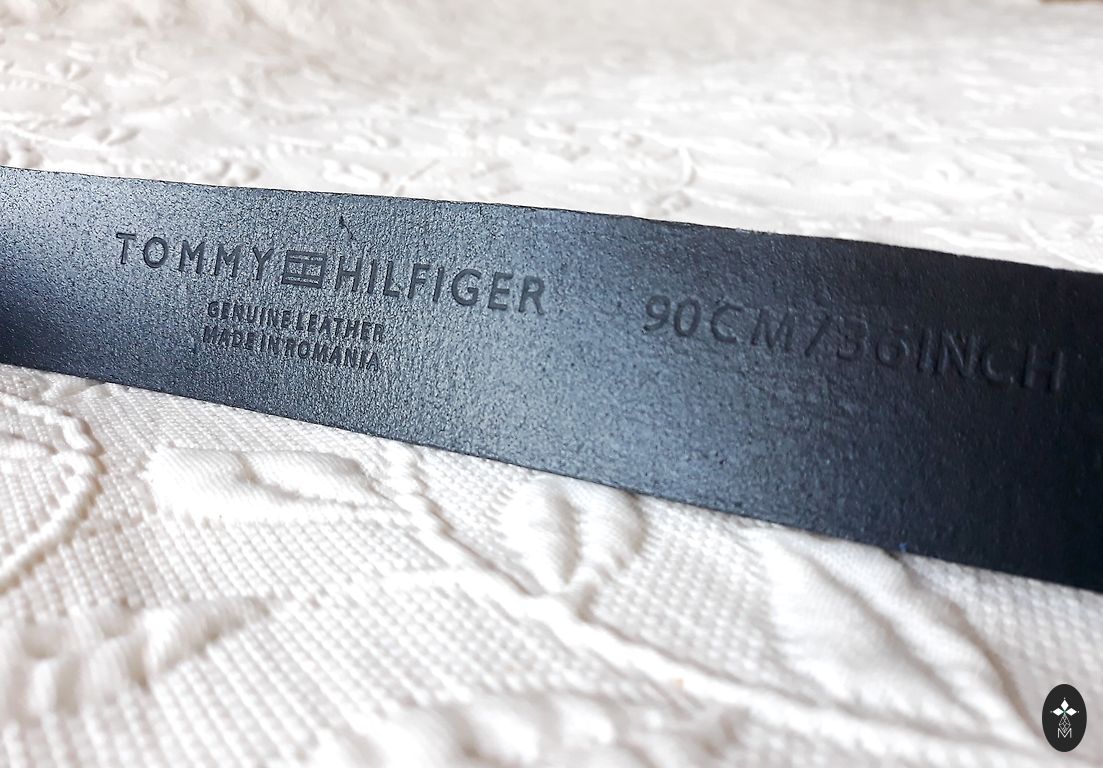 TOMMY HILFIGER
GENUINE LEATHER
MADE IN ROMANIA
90CM/36INCH
M